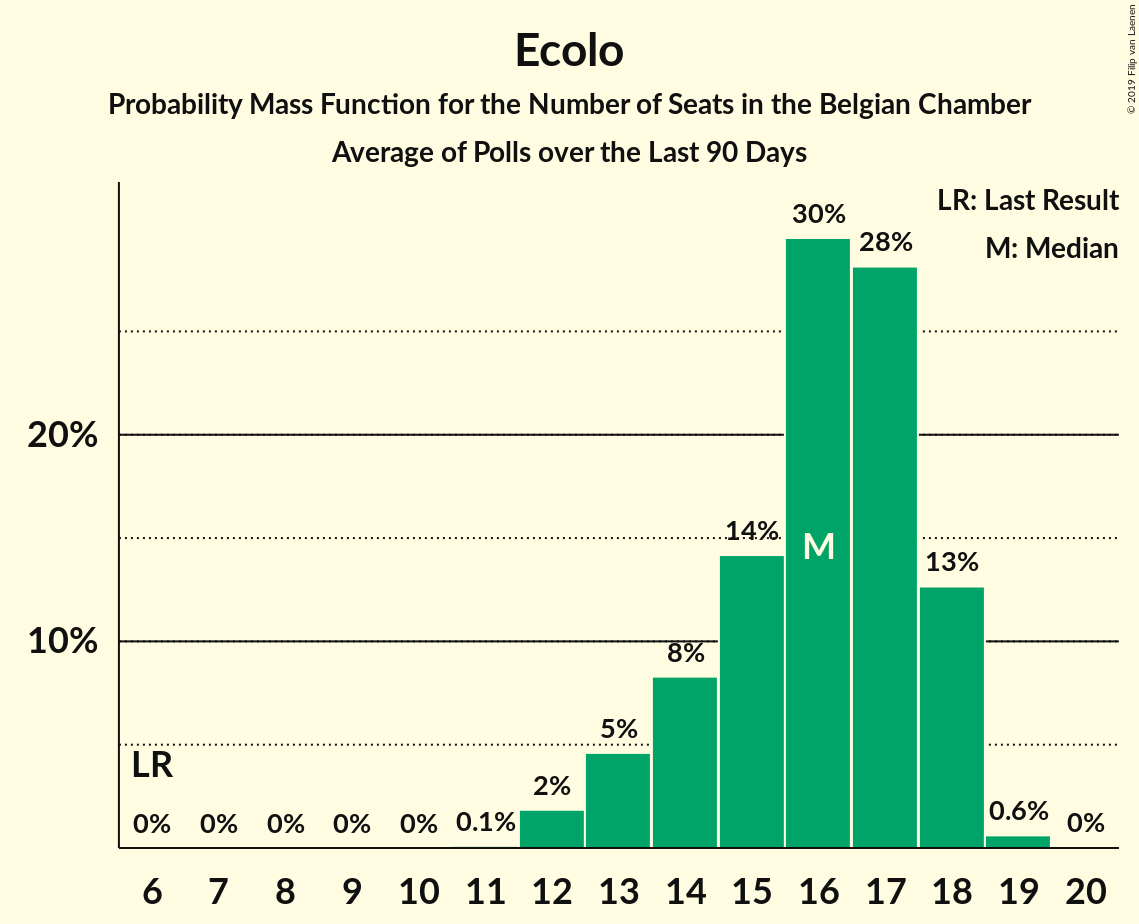 Ecolo
Probability Mass Function for the Number of Seats in the Belgian Chamber
Average of Polls over the Last 90 Days
© 2019 Filip van Laenen
LR: Last Result
M: Median
30%
28%
20%
14%
M
13%
10%
8%
5%
LR
2%
0% 0% 0% 0% 0% 0.1% 0.6% 0%
6 7 8 9 10 11 12 13 14 15 16 17 18 19 20